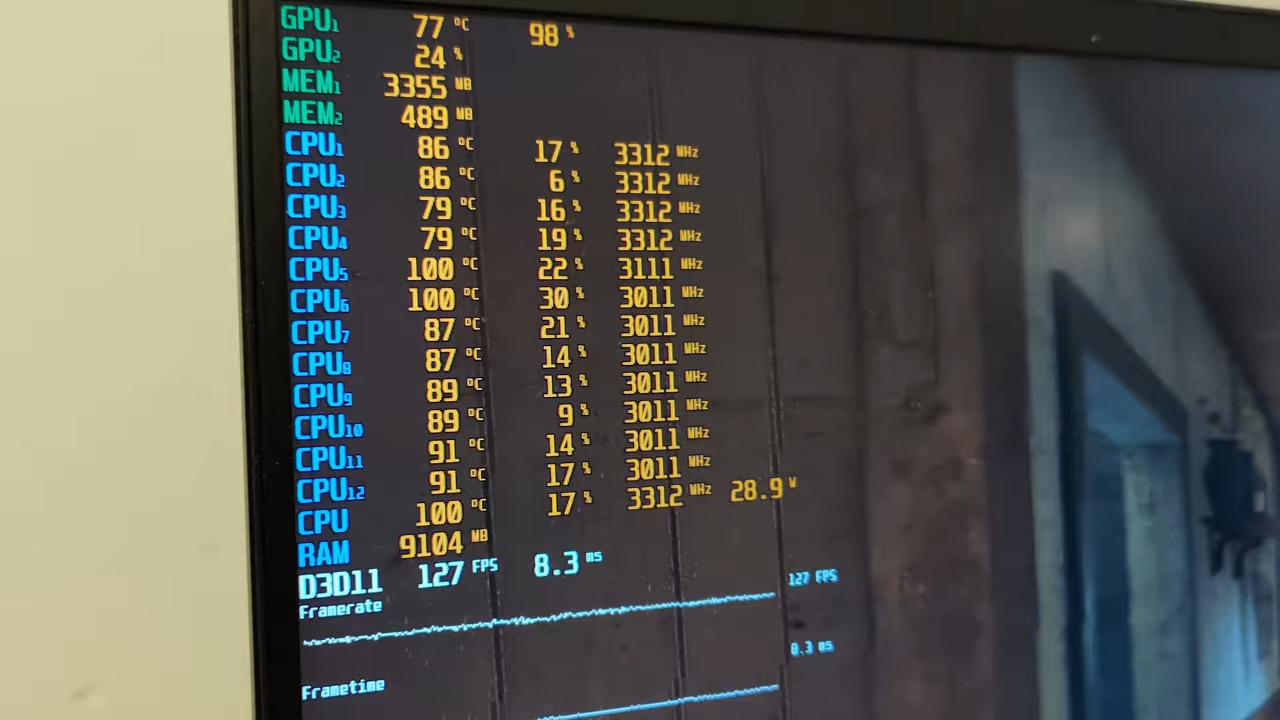 GPU1 77 °C 98 %
GPU2 24 %
MEM1 3355 MB
MEM2 489 MB
CPU1 86 °C 17 % 3312 MHz
CPU2 86 °C 6 % 3312 MHz
CPU3 79 °C 16 % 3312 MHz
CPU4 79 °C 19 % 3312 MHz
CPU5 100 °C 22 % 3111 MHz
CPU6 100 °C 30 % 3011 MHz
CPU7 87 °C 21 % 3011 MHz
CPU8 87 °C 14 % 3011 MHz
CPU9 89 °C 13 % 3011 MHz
CPU10 89 °C 9 % 3011 MHz
CPU11 91 °C 14 % 3011 MHz
CPU12 91 °C 17 % 3011 MHz
CPU 100 °C 17 % 3312 MHz 28.9 W
RAM 9104 MB
D3D11 127 FPS 8.3 ms
Framerate 127 FPS
8.3 ms
Frametime